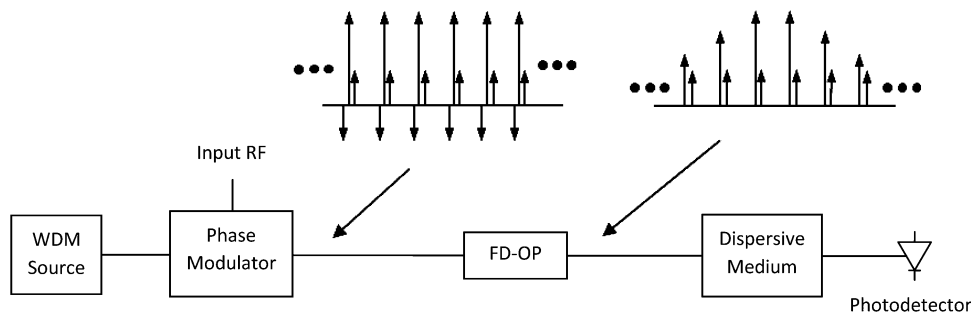 Input RF
WDM
Source
Phase
Modulator
FD-OP
Dispersive
Medium
Photodetector